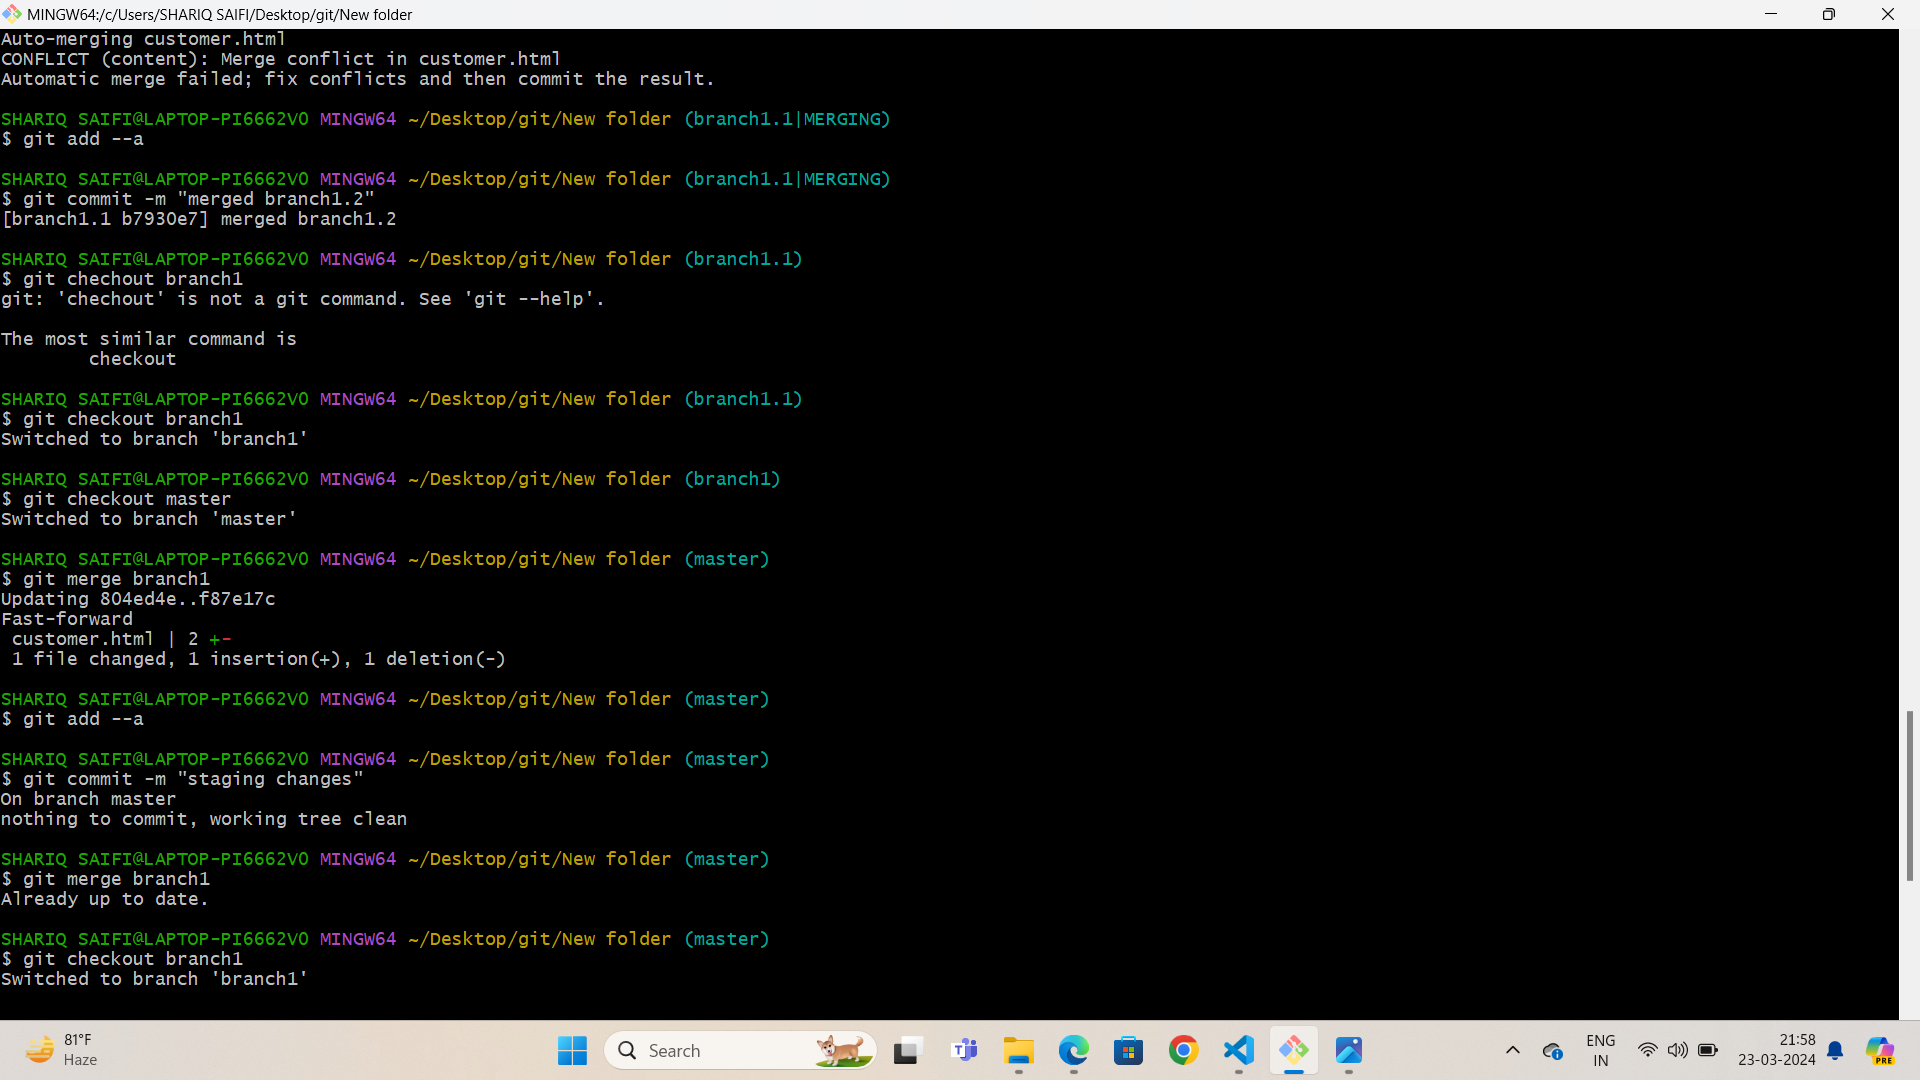 MINGW64:/c/Users/SHARIQ SAIFI/Desktop/git/New folder
Auto-merging customer.html
CONFLICT (content): Merge conflict in customer.html
Automatic merge failed; fix conflicts and then commit the result.
SHARIQ SAIFI@LAPTOP-PI6662V0 MINGW64 ~/Desktop/git/New folder (branch1.1|MERGING)
$ git add --a
SHARIQ SAIFI@LAPTOP-PI6662V0 MINGW64 ~/Desktop/git/New folder (branch1.1|MERGING)
$ git commit -m "merged branch1.2"
[branch1.1 b7930e7] merged branch1.2
SHARIQ SAIFI@LAPTOP-PI6662V0 MINGW64 ~/Desktop/git/New folder (branch1.1)
$ git chechout branch1
git: 'chechout' is not a git command. See 'git --help'.
The most similar command is
checkout
SHARIQ SAIFI@LAPTOP-PI6662V0 MINGW64 ~/Desktop/git/New folder (branch1.1)
$ git checkout branch1
Switched to branch 'branch1'
SHARIQ SAIFI@LAPTOP-PI6662V0 MINGW64 ~/Desktop/git/New folder (branch1)
$ git checkout master
Switched to branch 'master'
SHARIQ SAIFI@LAPTOP-PI6662V0 MINGW64 ~/Desktop/git/New folder (master)
$ git merge branch1
Updating 804ed4e..f87e17c
Fast-forward
customer.html | 2 +-
1 file changed, 1 insertion(+), 1 deletion(-)
SHARIQ SAIFI@LAPTOP-PI6662V0 MINGW64 ~/Desktop/git/New folder (master)
$ git add --a
SHARIQ SAIFI@LAPTOP-PI6662V0 MINGW64 ~/Desktop/git/New folder (master)
$ git commit -m "staging changes"
On branch master
nothing to commit, working tree clean
SHARIQ SAIFI@LAPTOP-PI6662V0 MINGW64 ~/Desktop/git/New folder (master)
$ git merge branch1
Already up to date.
SHARIQ SAIFI@LAPTOP-PI6662V0 MINGW64 ~/Desktop/git/New folder (master)
$ git checkout branch1
Switched to branch 'branch1'
81°F
Haze
Search
ENG
IN
21:58
23-03-2024
PRE